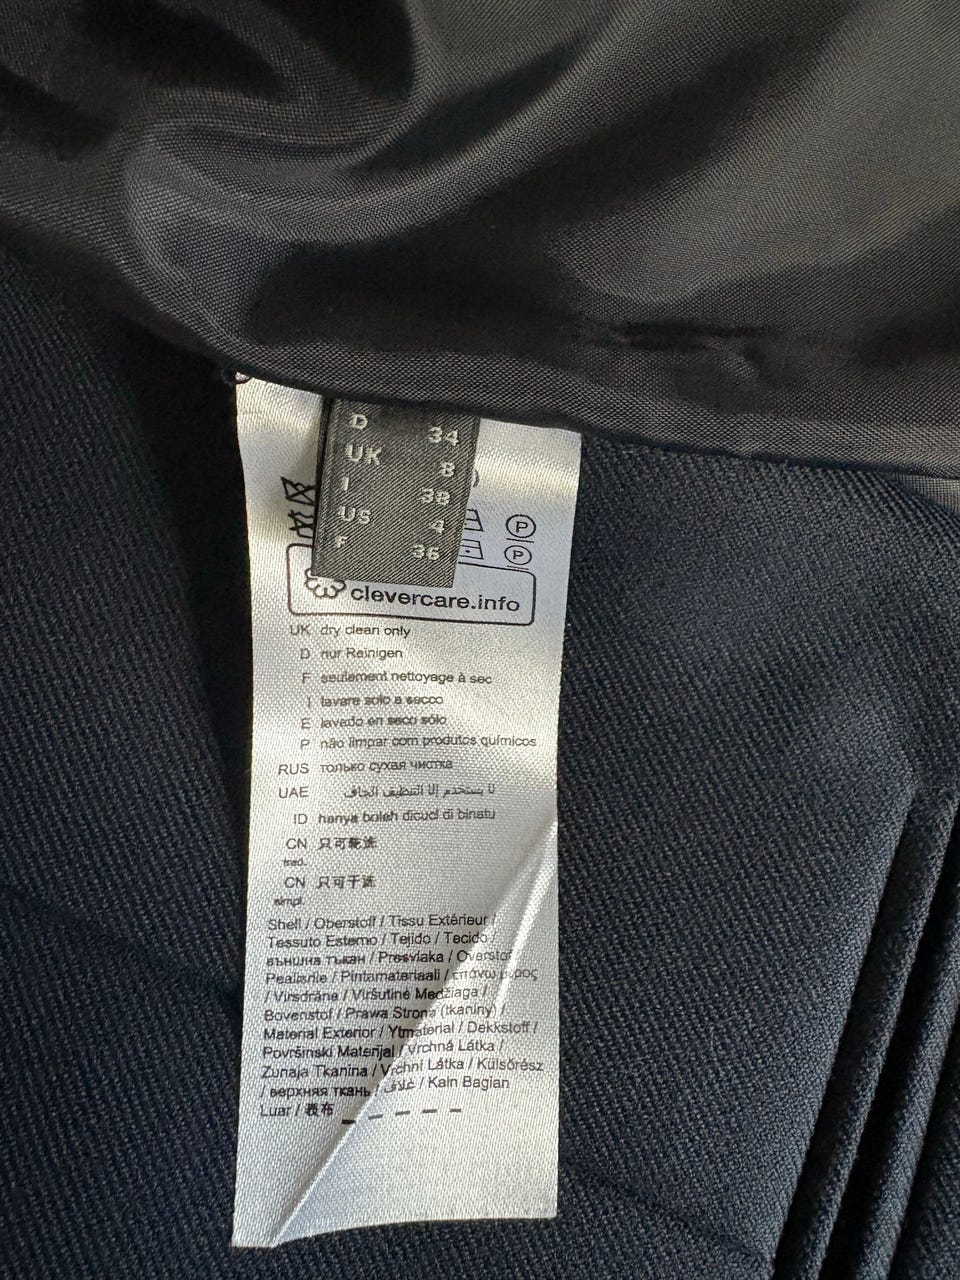 D 34
UK 8
I 38
US 4
F 36
P
P
clevercare.info
UK dry clean only
D nur Reinigen
F seulement nettoyage à sec
I lavare solo a secco
E lavado en seco sólo
P não limpar com produtos químicos
RUS только сухая чистка
UAE لا يستخدم إلا التنظيف الجاف
ID hanya boleh dicuci di binatu
CN 只可乾洗
trad.
CN 只可干洗
simpl.
Shell / Oberstoff / Tissu Extérieur /
Tessuto Esterno / Tejido / Tecido /
външна тъкан / Presvlaka / Overstof
Pealisriie / Pintamateriaali / επάνω μέρος
/ Virsdrāna / Viršutinė Medžiaga /
Bovenstof / Prawa Strona (tkaniny) /
Material Exterior / Ytmaterial / Dekkstoff /
Površinski Materijal / Vrchná Látka /
Zunaja Tkanina / Vrchní Látka / Külsőrész
/ верхняя ткань / غلاف / Kain Bagian
Luar / 表布